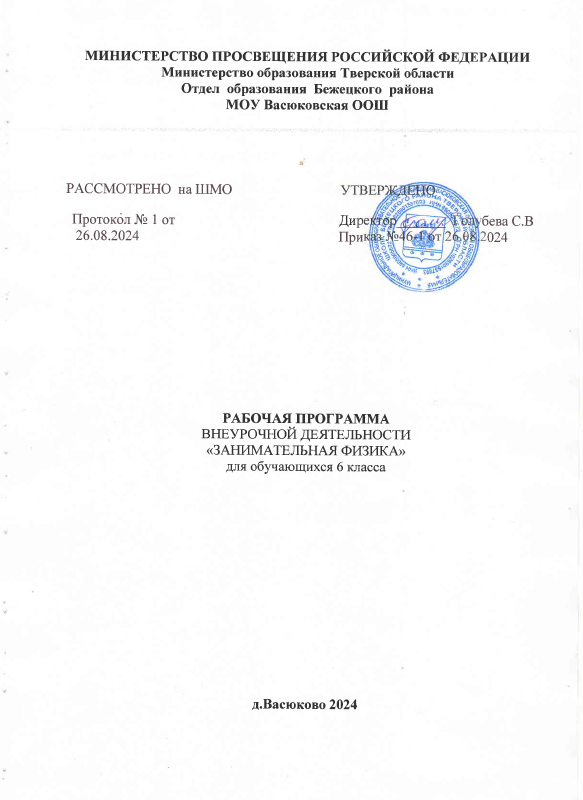 МИНИСТЕРСТВО ПРОСВЕЩЕНИЯ РОССИЙСКОЙ ФЕДЕРАЦИИ
Министерство образования Тверской области
Отдел образования Бежецкого района
МОУ Васюковская ООШ
РАССМОТРЕНО на ШМО
УТВЕРЖДЕНО
Протокол № 1 от
Директор Голубева С.В
26.08.2024
Приказ №46-1 от 26.08.2024
РАБОЧАЯ ПРОГРАММА
ВНЕУРОЧНОЙ ДЕЯТЕЛЬНОСТИ
«ЗАНИМАТЕЛЬНАЯ ФИЗИКА»
для обучающихся 6 класса
д.Васюково 2024